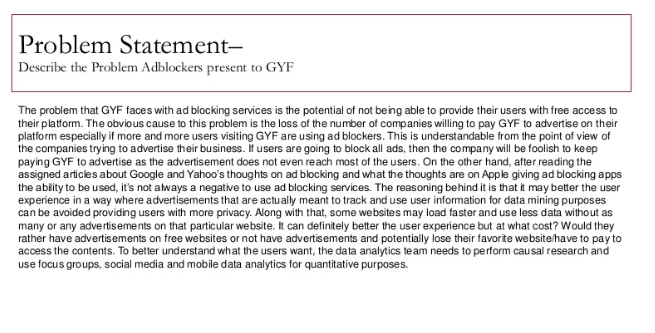 Problem Statement–
Describe the Problem Adblockers present to GYF
The problem that GYF faces with ad blocking services is the potential of not being able to provide their users with free access to
their platform. The obvious cause to this problem is the loss of the number of companies willing to pay GYF to advertise on their
platform especially if more and more users visiting GYF are using ad blockers. This is understandable from the point of view of
the companies trying to advertise their business. If users are going to block all ads, then the company will be foolish to keep
paying GYF to advertise as the advertisement does not even reach most of the users. On the other hand, after reading the
assigned articles about Google and Yahoo's thoughts on ad blocking and what the thoughts are on Apple giving ad blocking apps
the ability to be used, it's not always a negative to use ad blocking services. The reasoning behind it is that it may better the user
experience in a way where advertisements that are actually meant to track and use user information for data mining purposes
can be avoided providing users with more privacy. Along with that, some websites may load faster and use less data without as
many or any advertisements on that particular website. It can definitely better the user experience but at what cost? Would they
rather have advertisements on free websites or not have advertisements and potentially lose their favorite website/have to pay to
access the contents. To better understand what the users want, the data analytics team needs to perform causal research and
use focus groups, social media and mobile data analytics for quantitative purposes.